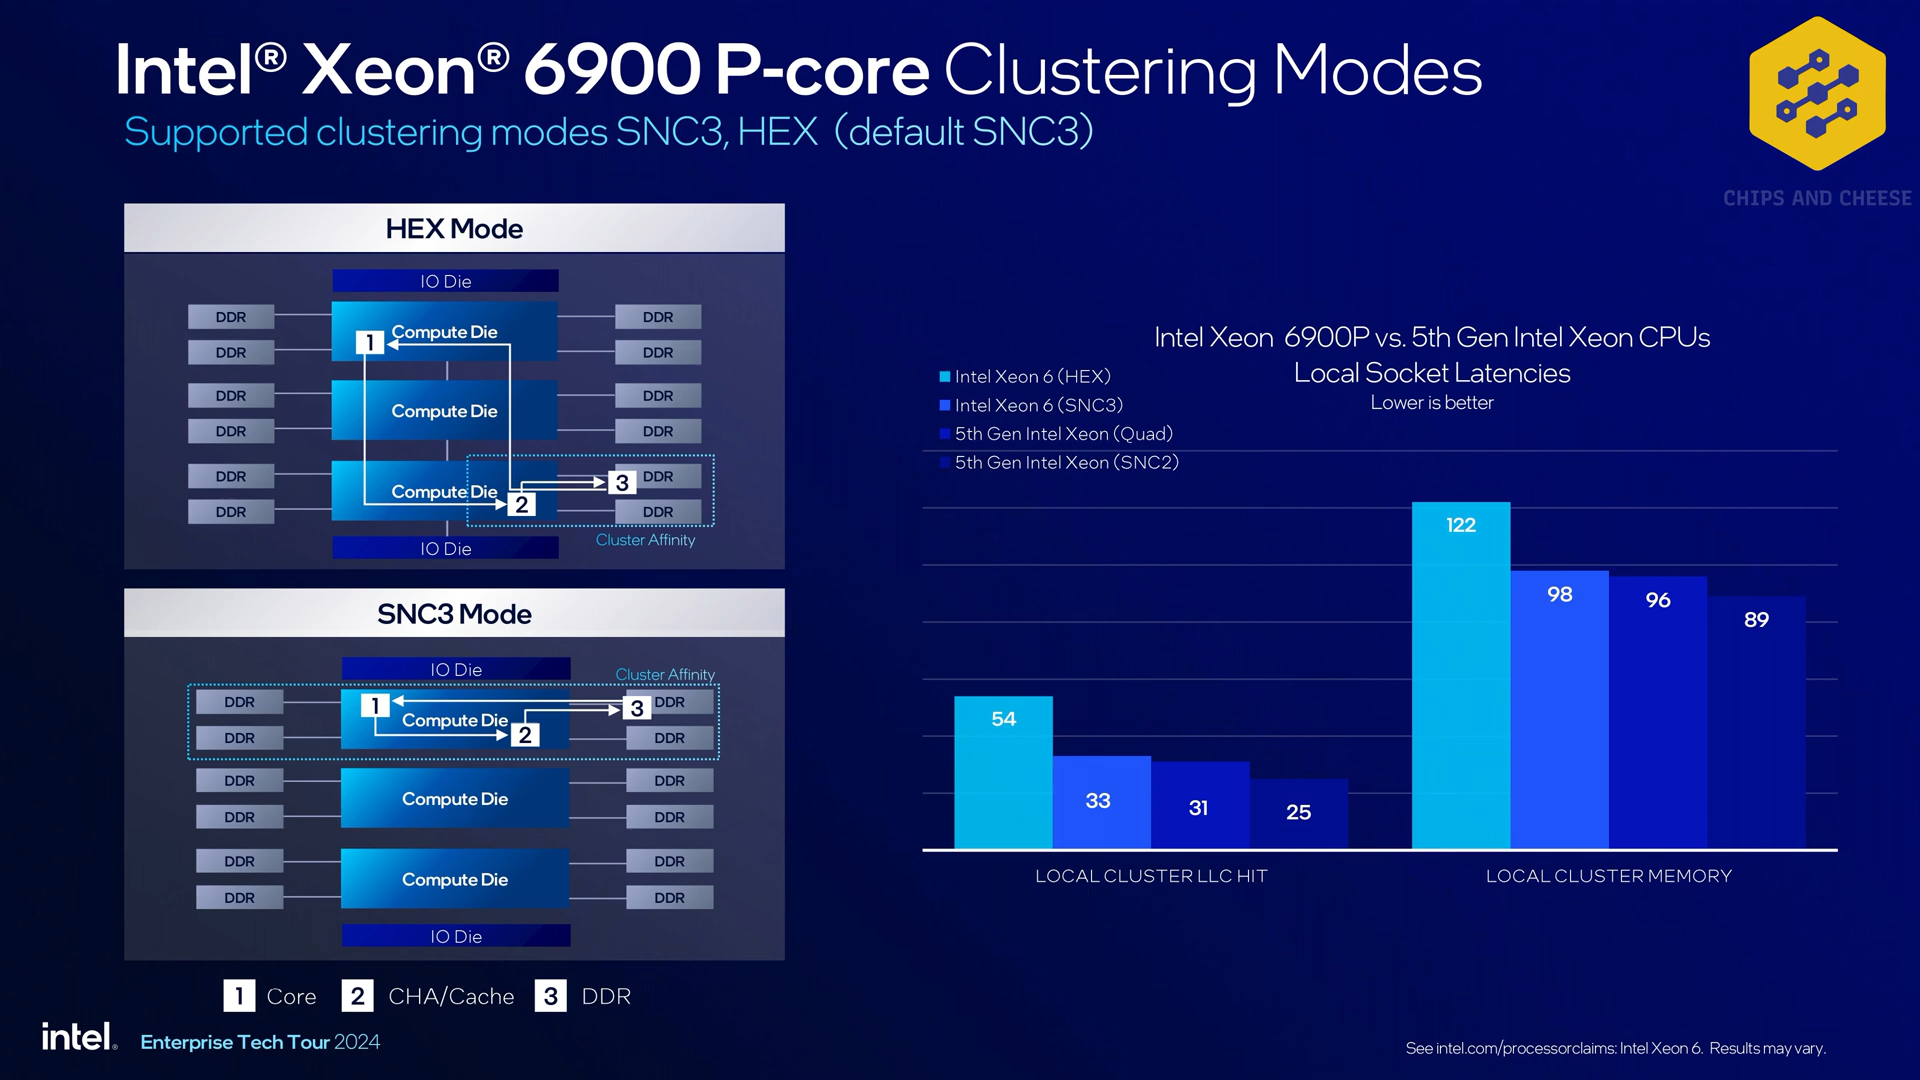 Intel® Xeon® 6900 P-core Clustering Modes
Supported clustering modes SNC3, HEX (default SNC3)
CHIPS AND CHEESE
HEX Mode
IO Die
DDR
DDR
Compute Die
1
DDR
DDR
DDR
DDR
Compute Die
DDR
DDR
DDR
DDR
Compute Die
2
3
DDR
DDR
IO Die
Cluster Affinity
SNC3 Mode
IO Die
Cluster Affinity
DDR
DDR
1
Compute Die
2
3
DDR
DDR
DDR
DDR
Compute Die
DDR
DDR
DDR
DDR
Compute Die
DDR
DDR
IO Die
1 Core 2 CHA/Cache 3 DDR
Intel Xeon 6900P vs. 5th Gen Intel Xeon CPUs
Local Socket Latencies
Lower is better
Intel Xeon 6 (HEX)
Intel Xeon 6 (SNC3)
5th Gen Intel Xeon (Quad)
5th Gen Intel Xeon (SNC2)
54
33
31
25
122
98
96
89
LOCAL CLUSTER LLC HIT
LOCAL CLUSTER MEMORY
intel. Enterprise Tech Tour 2024
See intel.com/processorclaims: Intel Xeon 6. Results may vary.